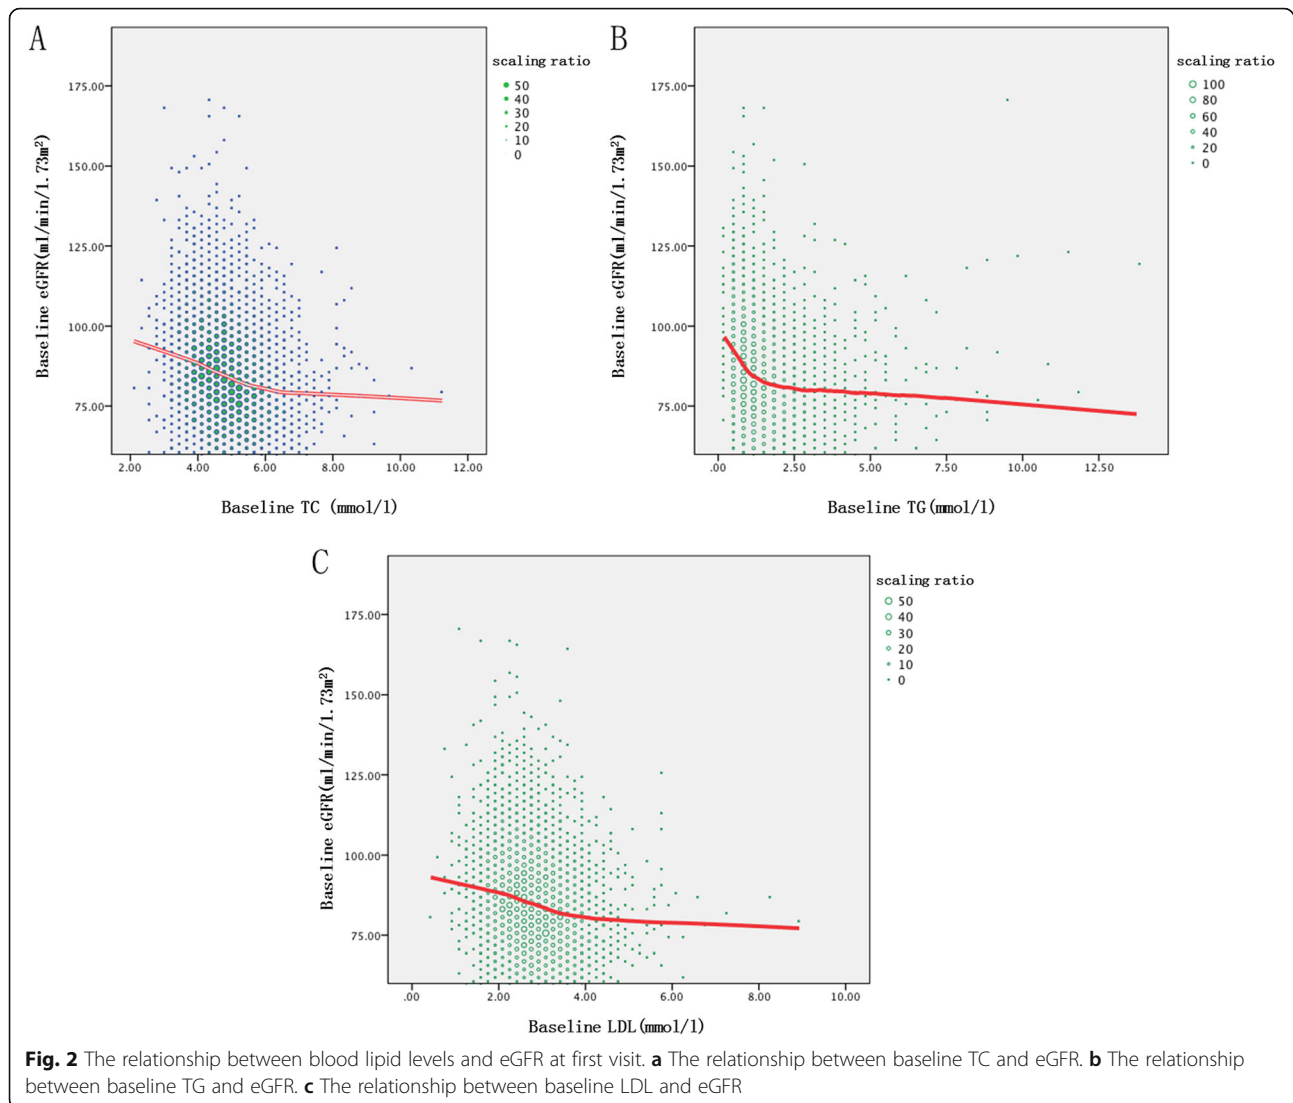 A
scaling ratio
50
40
30
20
10
0
175.00
150.00
125.00
100.00
75.00
Baseline eGFR(ml/min/1.73m²)
2.00 4.00 6.00 8.00 10.00 12.00
Baseline TC (mmol/l)
B
scaling ratio
100
80
60
40
20
0
175.00
150.00
125.00
100.00
75.00
Baseline eGFR(ml/min/1.73m²)
.00 2.50 5.00 7.50 10.00 12.50
Baseline TG(mmol/l)
C
scaling ratio
50
40
30
20
10
0
175.00
150.00
125.00
100.00
75.00
Baseline eGFR(ml/min/1.73m²)
.00 2.00 4.00 6.00 8.00 10.00
Baseline LDL(mmol/l)
Fig. 2 The relationship between blood lipid levels and eGFR at first visit. a The relationship between baseline TC and eGFR. b The relationship
between baseline TG and eGFR. c The relationship between baseline LDL and eGFR